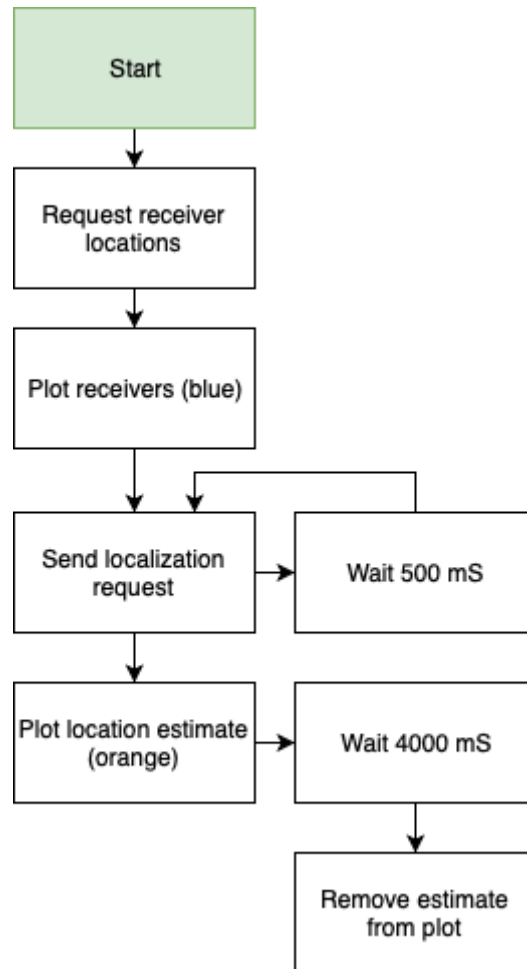 Start
Request receiver
locations
Plot receivers (blue)
Send localization
request
Wait 500 mS
Plot location estimate
(orange)
Wait 4000 mS
Remove estimate
from plot